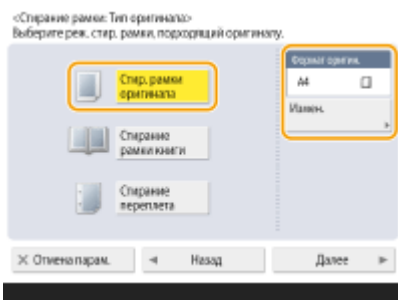 <Стирание рамки: Тип оригинала>
Выберите реж. стир. рамки, подходящий оригиналу.
Стир. рамки
оригинала
Формат оригин.
A4
Измен.
Стирание
рамки книги
Стирание
переплета
Отмена парам.
Назад
Далее